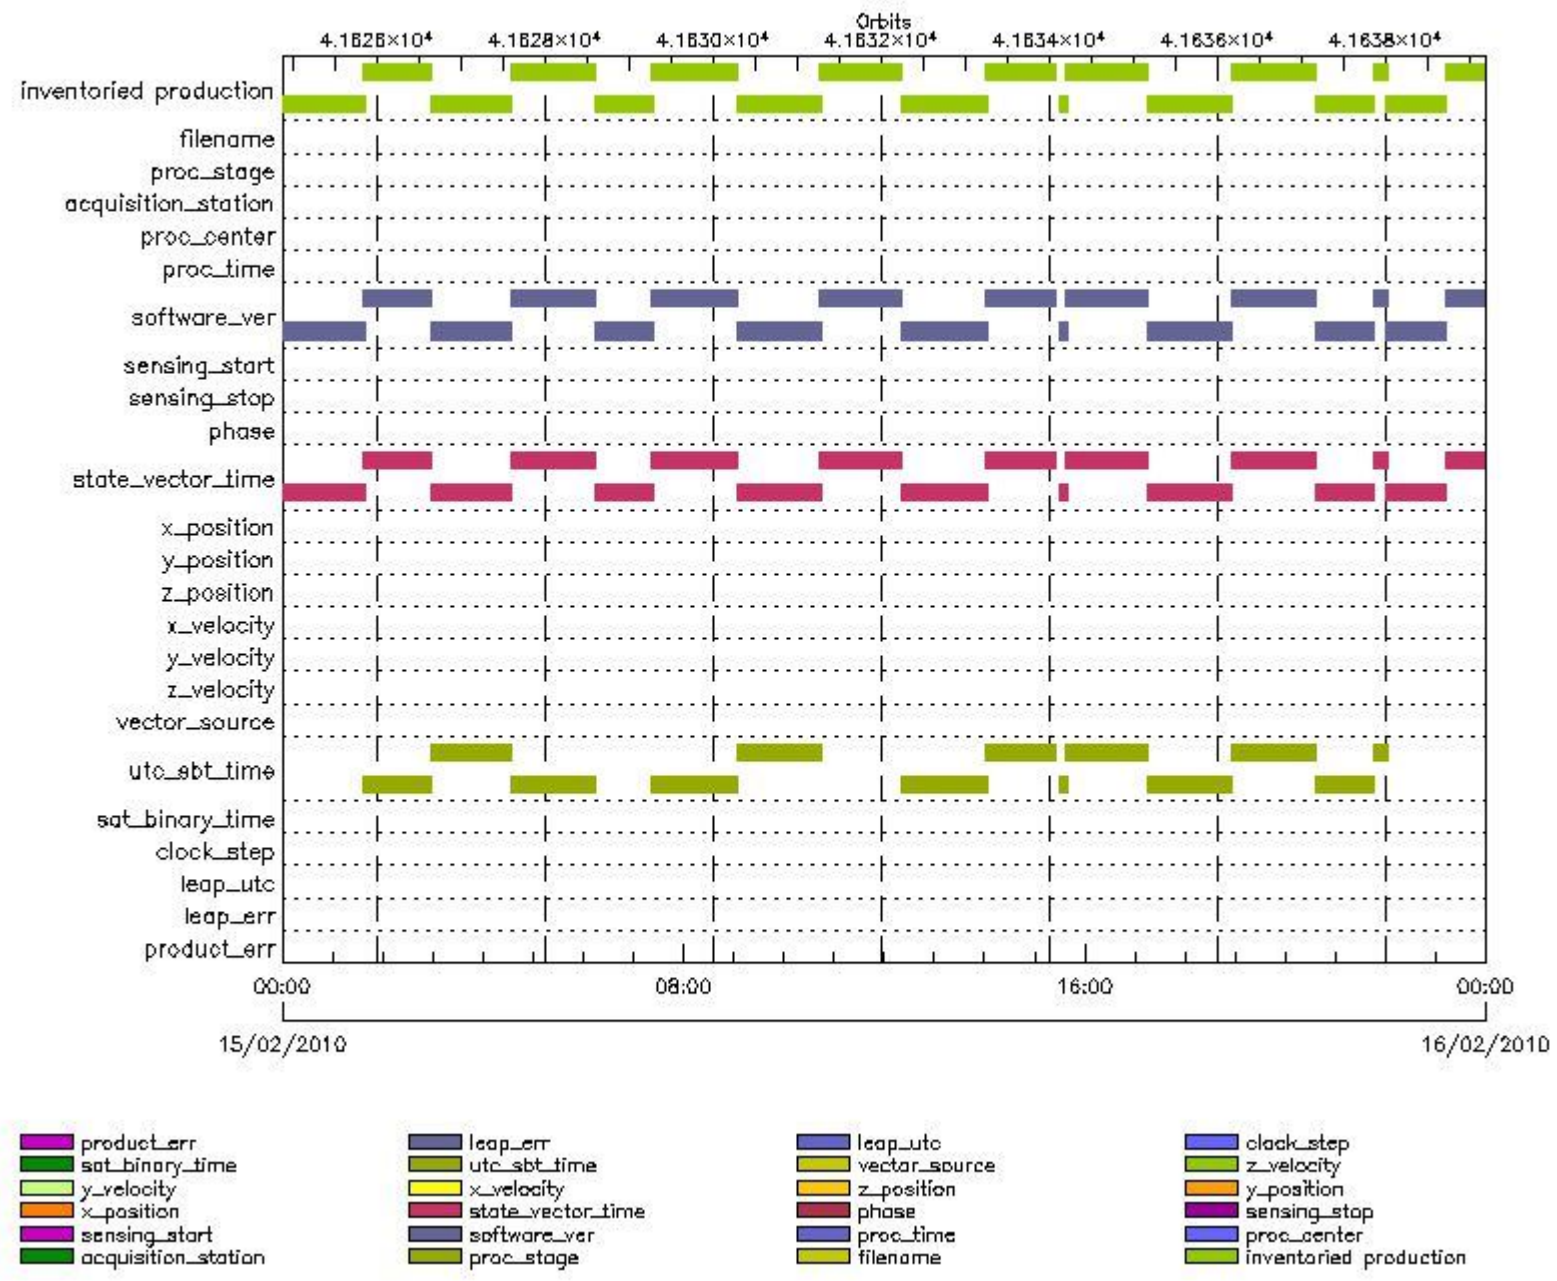 Orbits
4.1626×10⁴ 4.1628×10⁴ 4.1630×10⁴ 4.1632×10⁴ 4.1634×10⁴ 4.1636×10⁴ 4.1638×10⁴
inventoried production
filename
proc_stage
acquisition_station
proc_center
proc_time
software_ver
sensing_start
sensing_stop
phase
state_vector_time
x_position
y_position
z_position
x_velocity
y_velocity
z_velocity
vector_source
utc_sbt_time
sat_binary_time
clock_step
leap_utc
leap_err
product_err
00:00 08:00 16:00 00:00
15/02/2010 16/02/2010
product_err leap_err leap_utc clock_step
sat_binary_time utc_sbt_time vector_source z_velocity
y_velocity x_velocity z_position y_position
x_position state_vector_time phase sensing_stop
sensing_start software_ver proc_time proc_center
acquisition_station proc_stage filename inventoried production